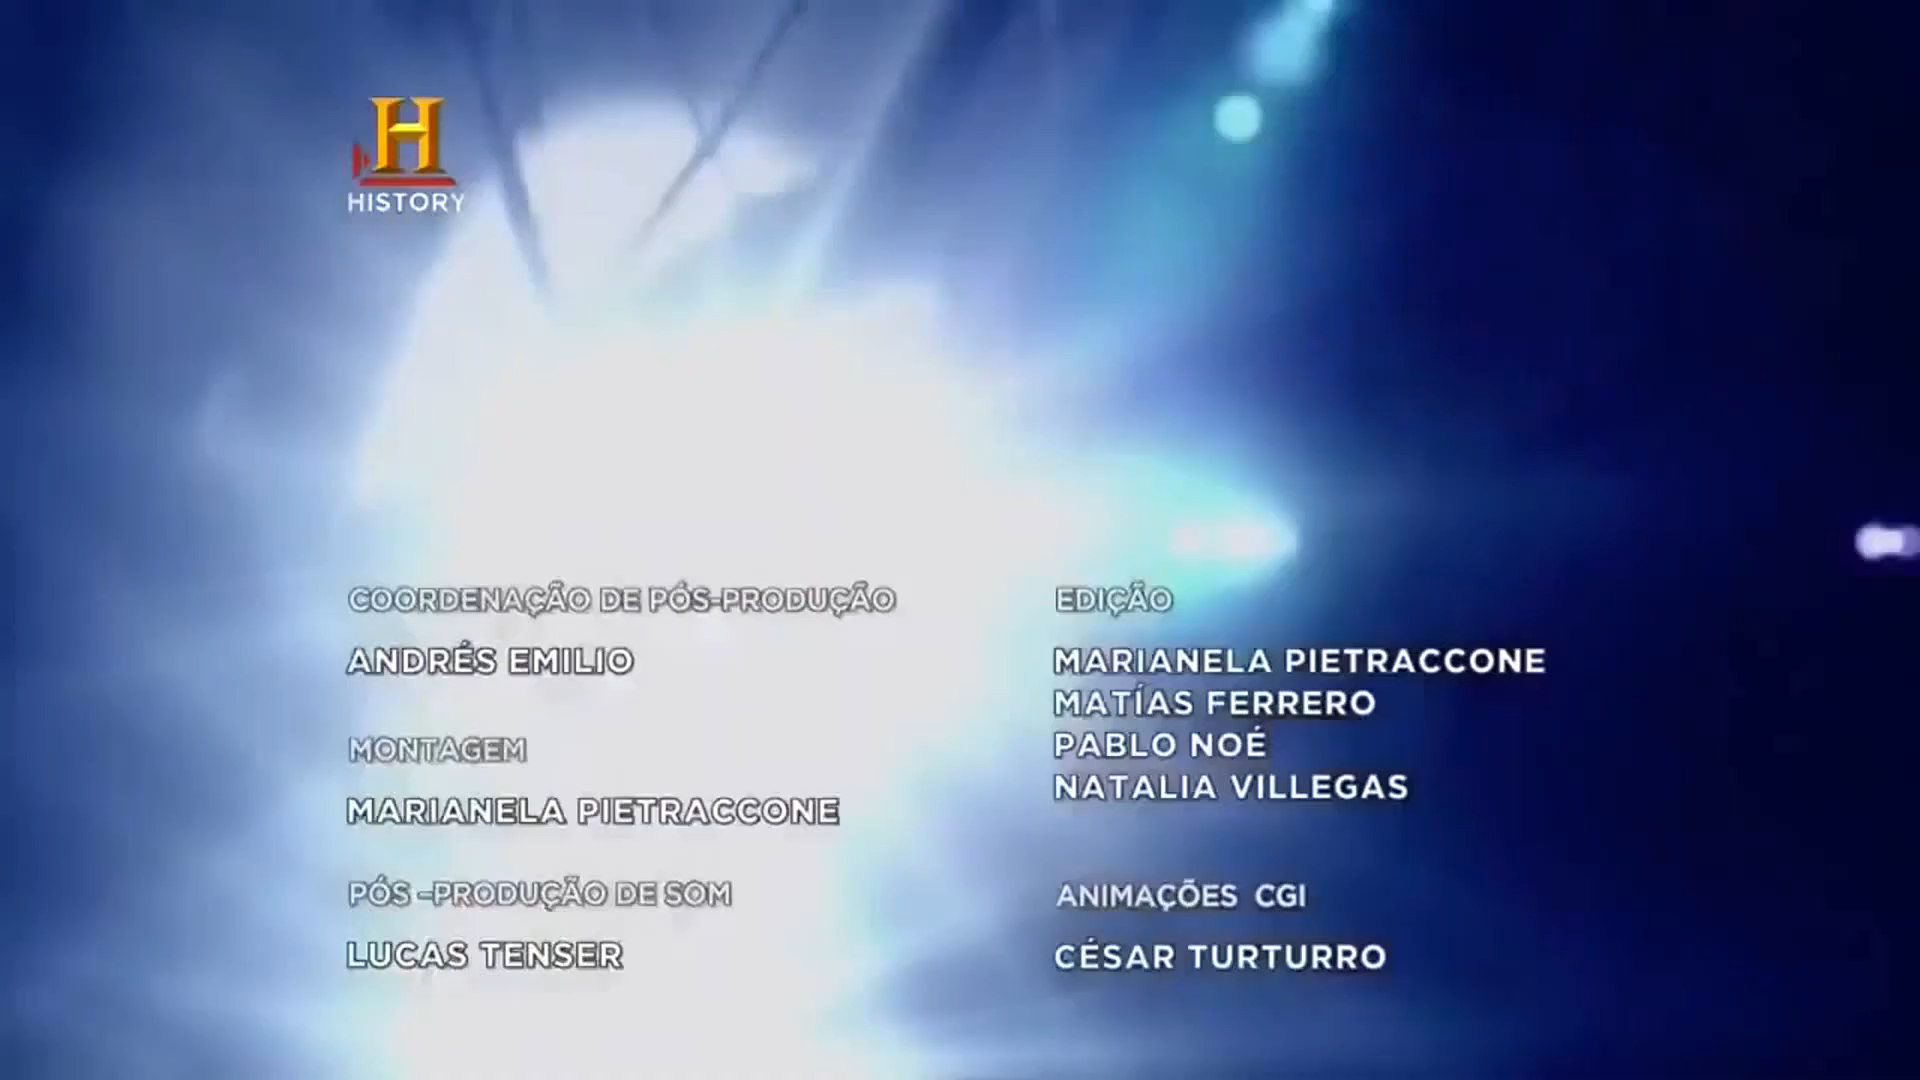 H
HISTORY
COORDENAÇÃO DE PÓS-PRODUÇÃO
ANDRÉS EMILIO
MONTAGEM
MARIANELA PIETRACCONE
PÓS -PRODUÇÃO DE SOM
LUCAS TENSER
EDIÇÃO
MARIANELA PIETRACCONE
MATÍAS FERRERO
PABLO NOÉ
NATALIA VILLEGAS
ANIMAÇÕES CGI
CÉSAR TURTURRO